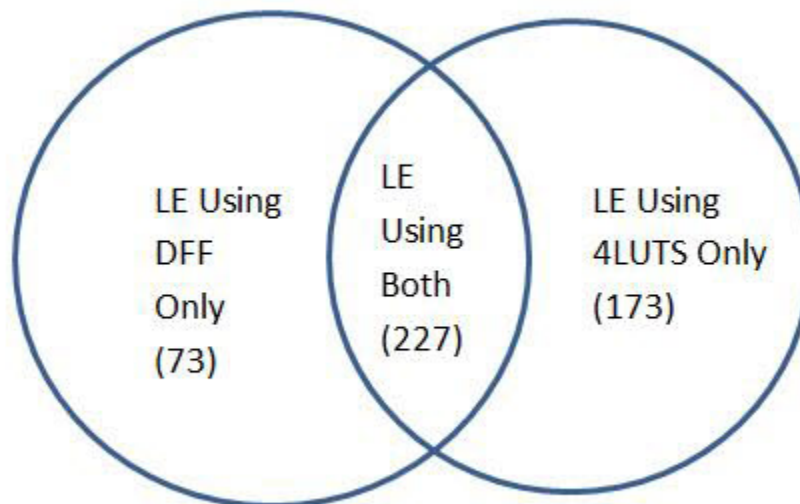 LE Using
DFF
Only
(73)
LE
Using
Both
(227)
LE Using
4LUTS Only
(173)